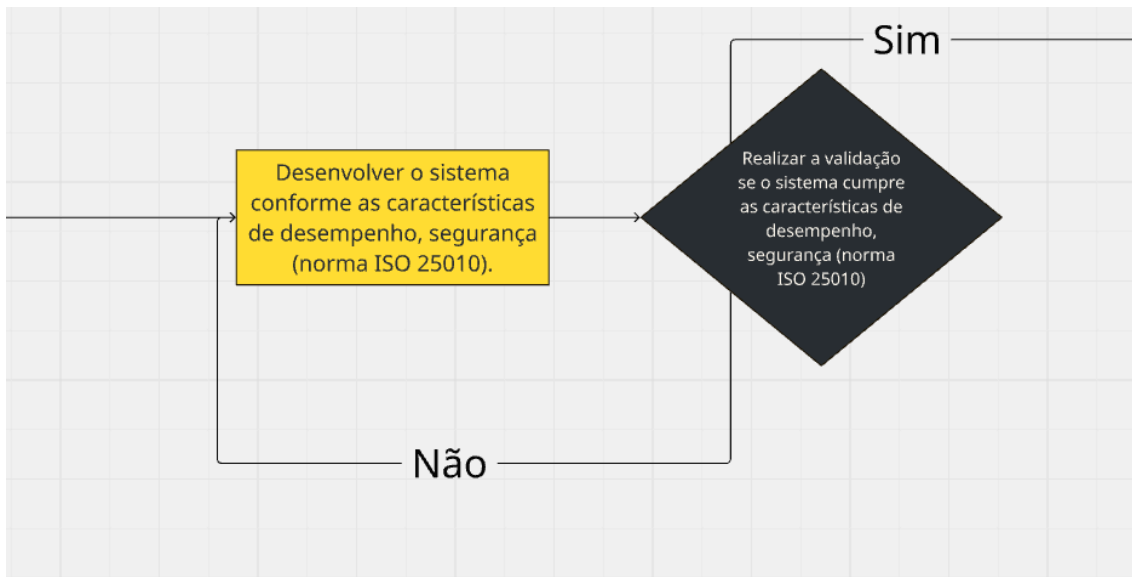 Sim
Desenvolver o sistema
conforme as características
de desempenho, segurança
(norma ISO 25010).
Realizar a validação
se o sistema cumpre
as características de
desempenho,
segurança (norma
ISO 25010)
Não